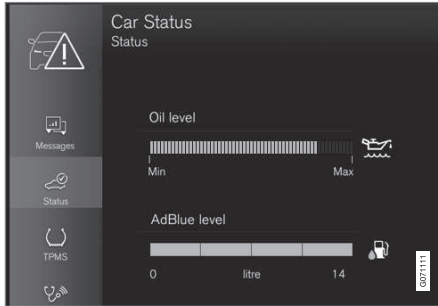 Car Status
Status
Messages
Status
TPMS
Oil level
Min Max
AdBlue level
0 litre 14
G071111